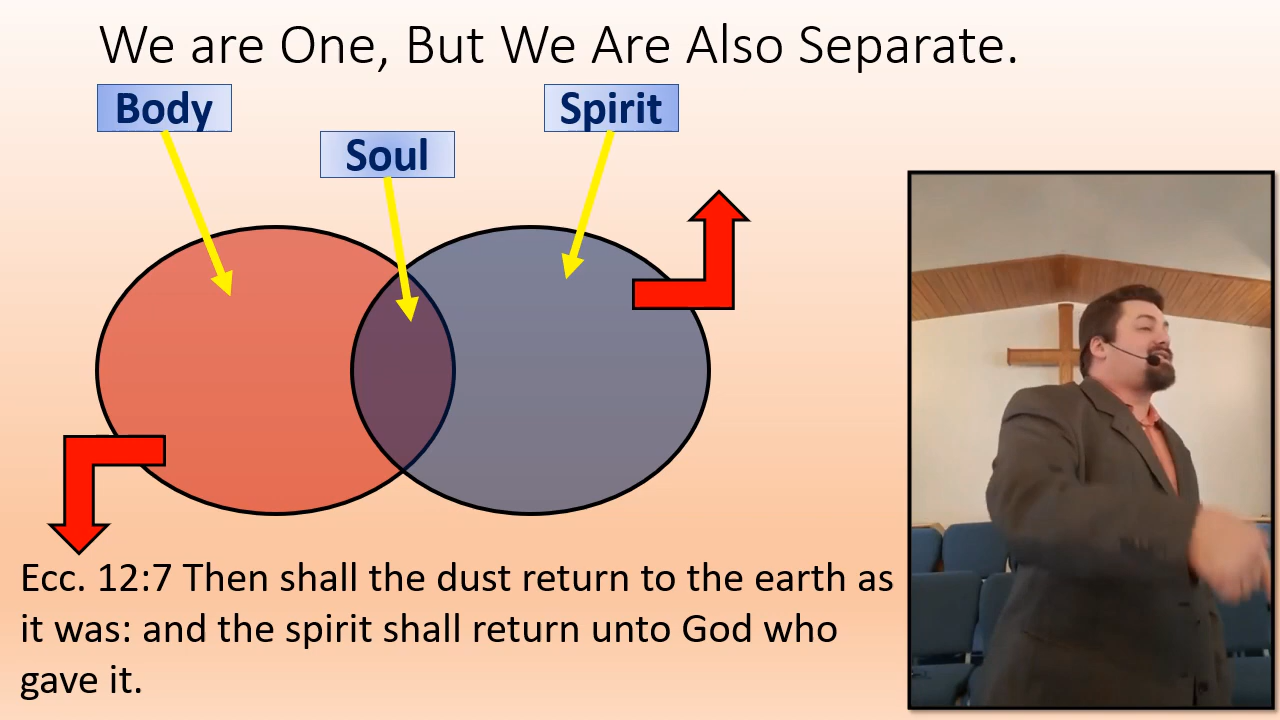 We are One, But We Are Also Separate.
Body
Spirit
Soul
Ecc. 12:7 Then shall the dust return to the earth as
it was: and the spirit shall return unto God who
gave it.